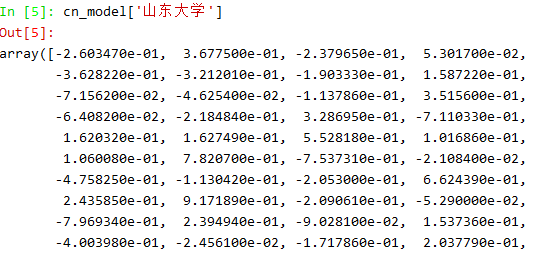 In [5]: cn_model['山东大学']
Out[5]:
array([-2.603470e-01, 3.677500e-01, -2.379650e-01, 5.301700e-02,
-3.628220e-01, -3.212010e-01, -1.903330e-01, 1.587220e-01,
-7.156200e-02, -4.625400e-02, -1.137860e-01, 3.515600e-01,
-6.408200e-02, -2.184840e-01, 3.286950e-01, -7.110330e-01,
1.620320e-01, 1.627490e-01, 5.528180e-01, 1.016860e-01,
1.060080e-01, 7.820700e-01, -7.537310e-01, -2.108400e-02,
-4.758250e-01, -1.130420e-01, -2.053000e-01, 6.624390e-01,
2.435850e-01, 9.171890e-01, -2.090610e-01, -5.290000e-02,
-7.969340e-01, 2.394940e-01, -9.028100e-02, 1.537360e-01,
-4.003980e-01, -2.456100e-02, -1.717860e-01, 2.037790e-01,